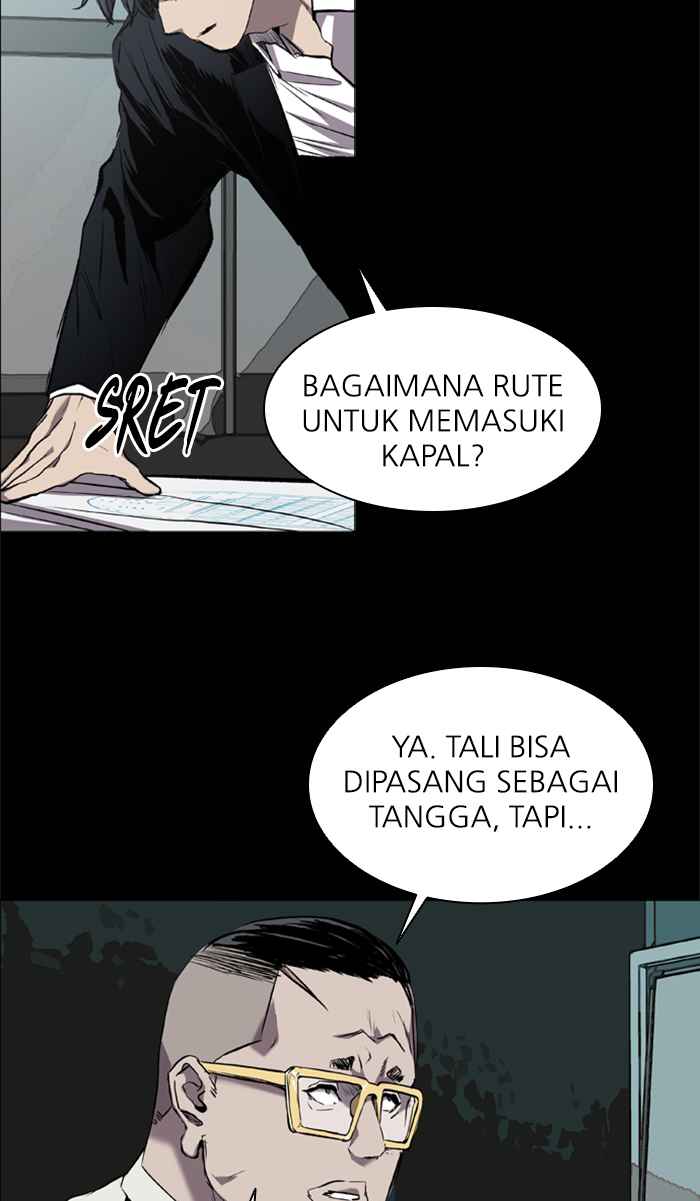 SRET
BAGAIMANA RUTE
UNTUK MEMASUKI
KAPAL?
YA. TALI BISA
DIPASANG SEBAGAI
TANGGA, TAPI...